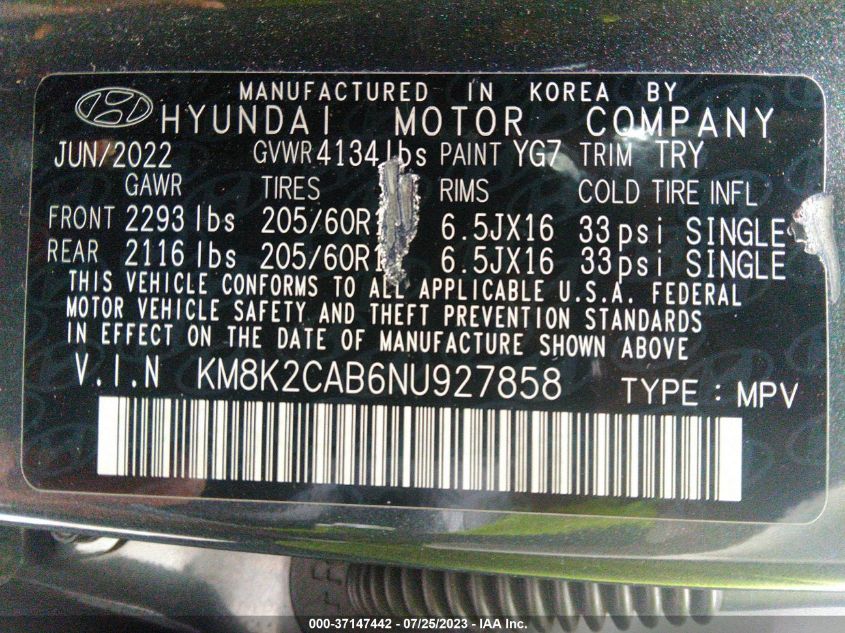 MANUFACTURED IN KOREA BY
HYUNDAI MOTOR COMPANY
JUN/2022 GVWR 4134 lbs PAINT YG7 TRIM TRY
GAWR TIRES RIMS COLD TIRE INFL
FRONT 2293 lbs 6.5JX16 33psi SINGLE
REAR 2116 lbs 6.5JX16 33psi SINGLE
THIS VEHICLE CONFORMS TO ALL APPLICABLE U.S.A. FEDERAL
MOTOR VEHICLE SAFETY AND THEFT PREVENTION STANDARDS
IN EFFECT ON THE DATE OF MANUFACTURE SHOWN ABOVE
V.I.N KM8K2CAB6NU927858 TYPE : MPV
000-37147442 - 07/25/2023 - IAA Inc.